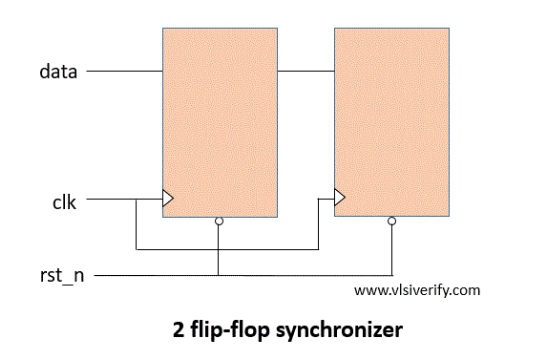 data
clk
rst_n
www.vlsiverify.com
2 flip-flop synchronizer